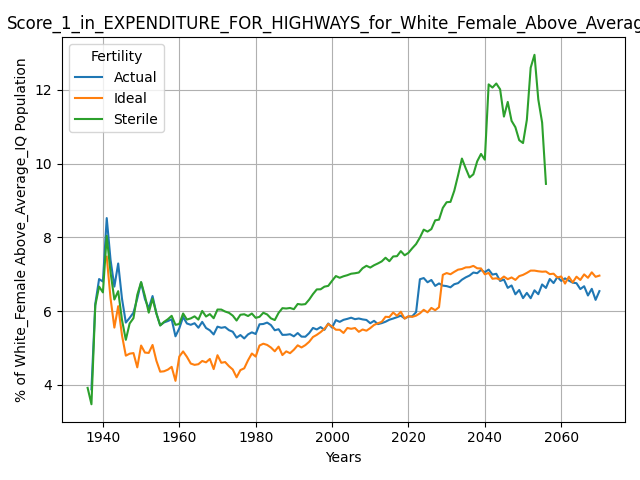 Score_1_in_EXPENDITURE_FOR_HIGHWAYS_for_White_Female_Above_Averag
% of White_Female Above_Average_IQ Population
Fertility
Actual
Ideal
Sterile
12
10
8
6
4
1940 1960 1980 2000 2020 2040 2060
Years